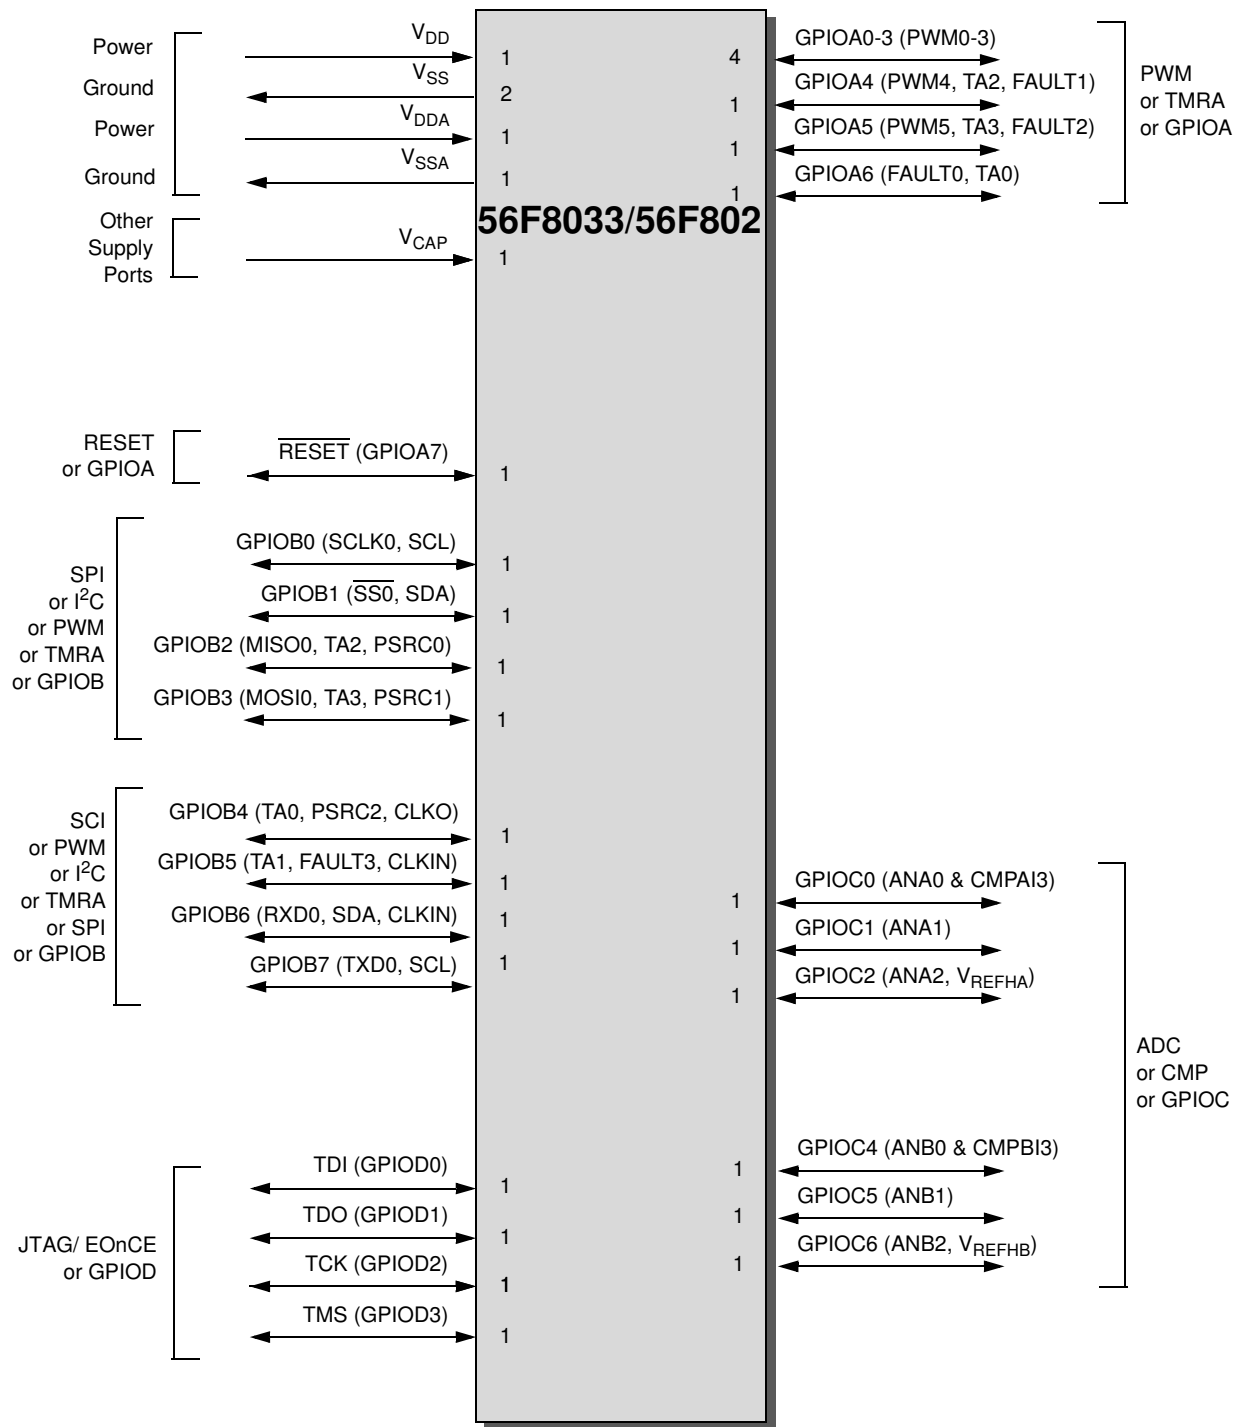 Power
Ground
Power
Ground
Other
Supply
Ports
VDD
1
VSS
2
VDDA
1
VSSA
1
VCAP
1
56F8033/56F802
4
GPIOA0-3 (PWM0-3)
1
GPIOA4 (PWM4, TA2, FAULT1)
1
GPIOA5 (PWM5, TA3, FAULT2)
1
GPIOA6 (FAULT0, TA0)
PWM
or TMRA
or GPIOA
RESET
or GPIOA
RESET (GPIOA7)
1
SPI
or I²C
or PWM
or TMRA
or GPIOB
GPIOB0 (SCLK0, SCL)
1
GPIOB1 (SS0, SDA)
1
GPIOB2 (MISO0, TA2, PSRC0)
1
GPIOB3 (MOSI0, TA3, PSRC1)
1
SCI
or PWM
or I²C
or TMRA
or SPI
or GPIOB
GPIOB4 (TA0, PSRC2, CLKO)
1
GPIOB5 (TA1, FAULT3, CLKIN)
1
GPIOB6 (RXD0, SDA, CLKIN)
1
GPIOB7 (TXD0, SCL)
1
1
GPIOC0 (ANA0 & CMPAI3)
1
GPIOC1 (ANA1)
1
GPIOC2 (ANA2, VREFHA)
1
GPIOC4 (ANB0 & CMPBI3)
1
GPIOC5 (ANB1)
1
GPIOC6 (ANB2, VREFHB)
ADC
or CMP
or GPIOC
JTAG/ EOnCE
or GPIOD
TDI (GPIOD0)
1
TDO (GPIOD1)
1
TCK (GPIOD2)
1
TMS (GPIOD3)
1